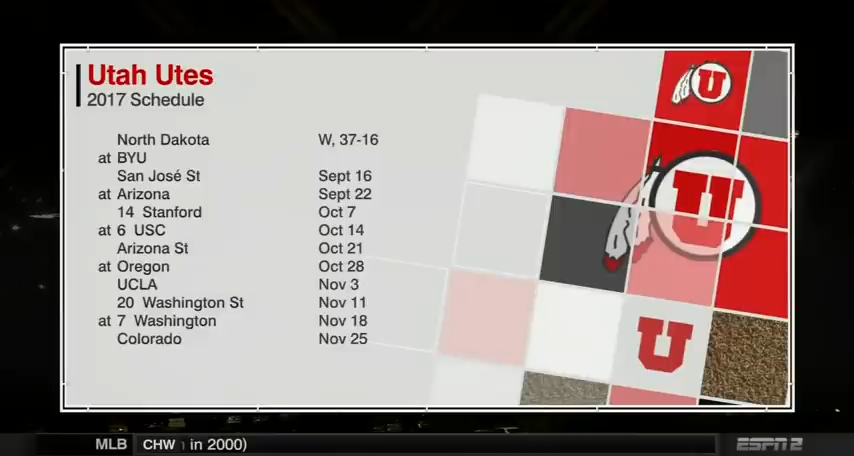 Utah Utes
2017 Schedule
North Dakota W, 37-16
at BYU
San José St Sept 16
at Arizona Sept 22
14 Stanford Oct 7
at 6 USC Oct 14
Arizona St Oct 21
at Oregon Oct 28
UCLA Nov 3
20 Washington St Nov 11
at 7 Washington Nov 18
Colorado Nov 25
U
U
U
MLB CHW in 2000) ESPN2